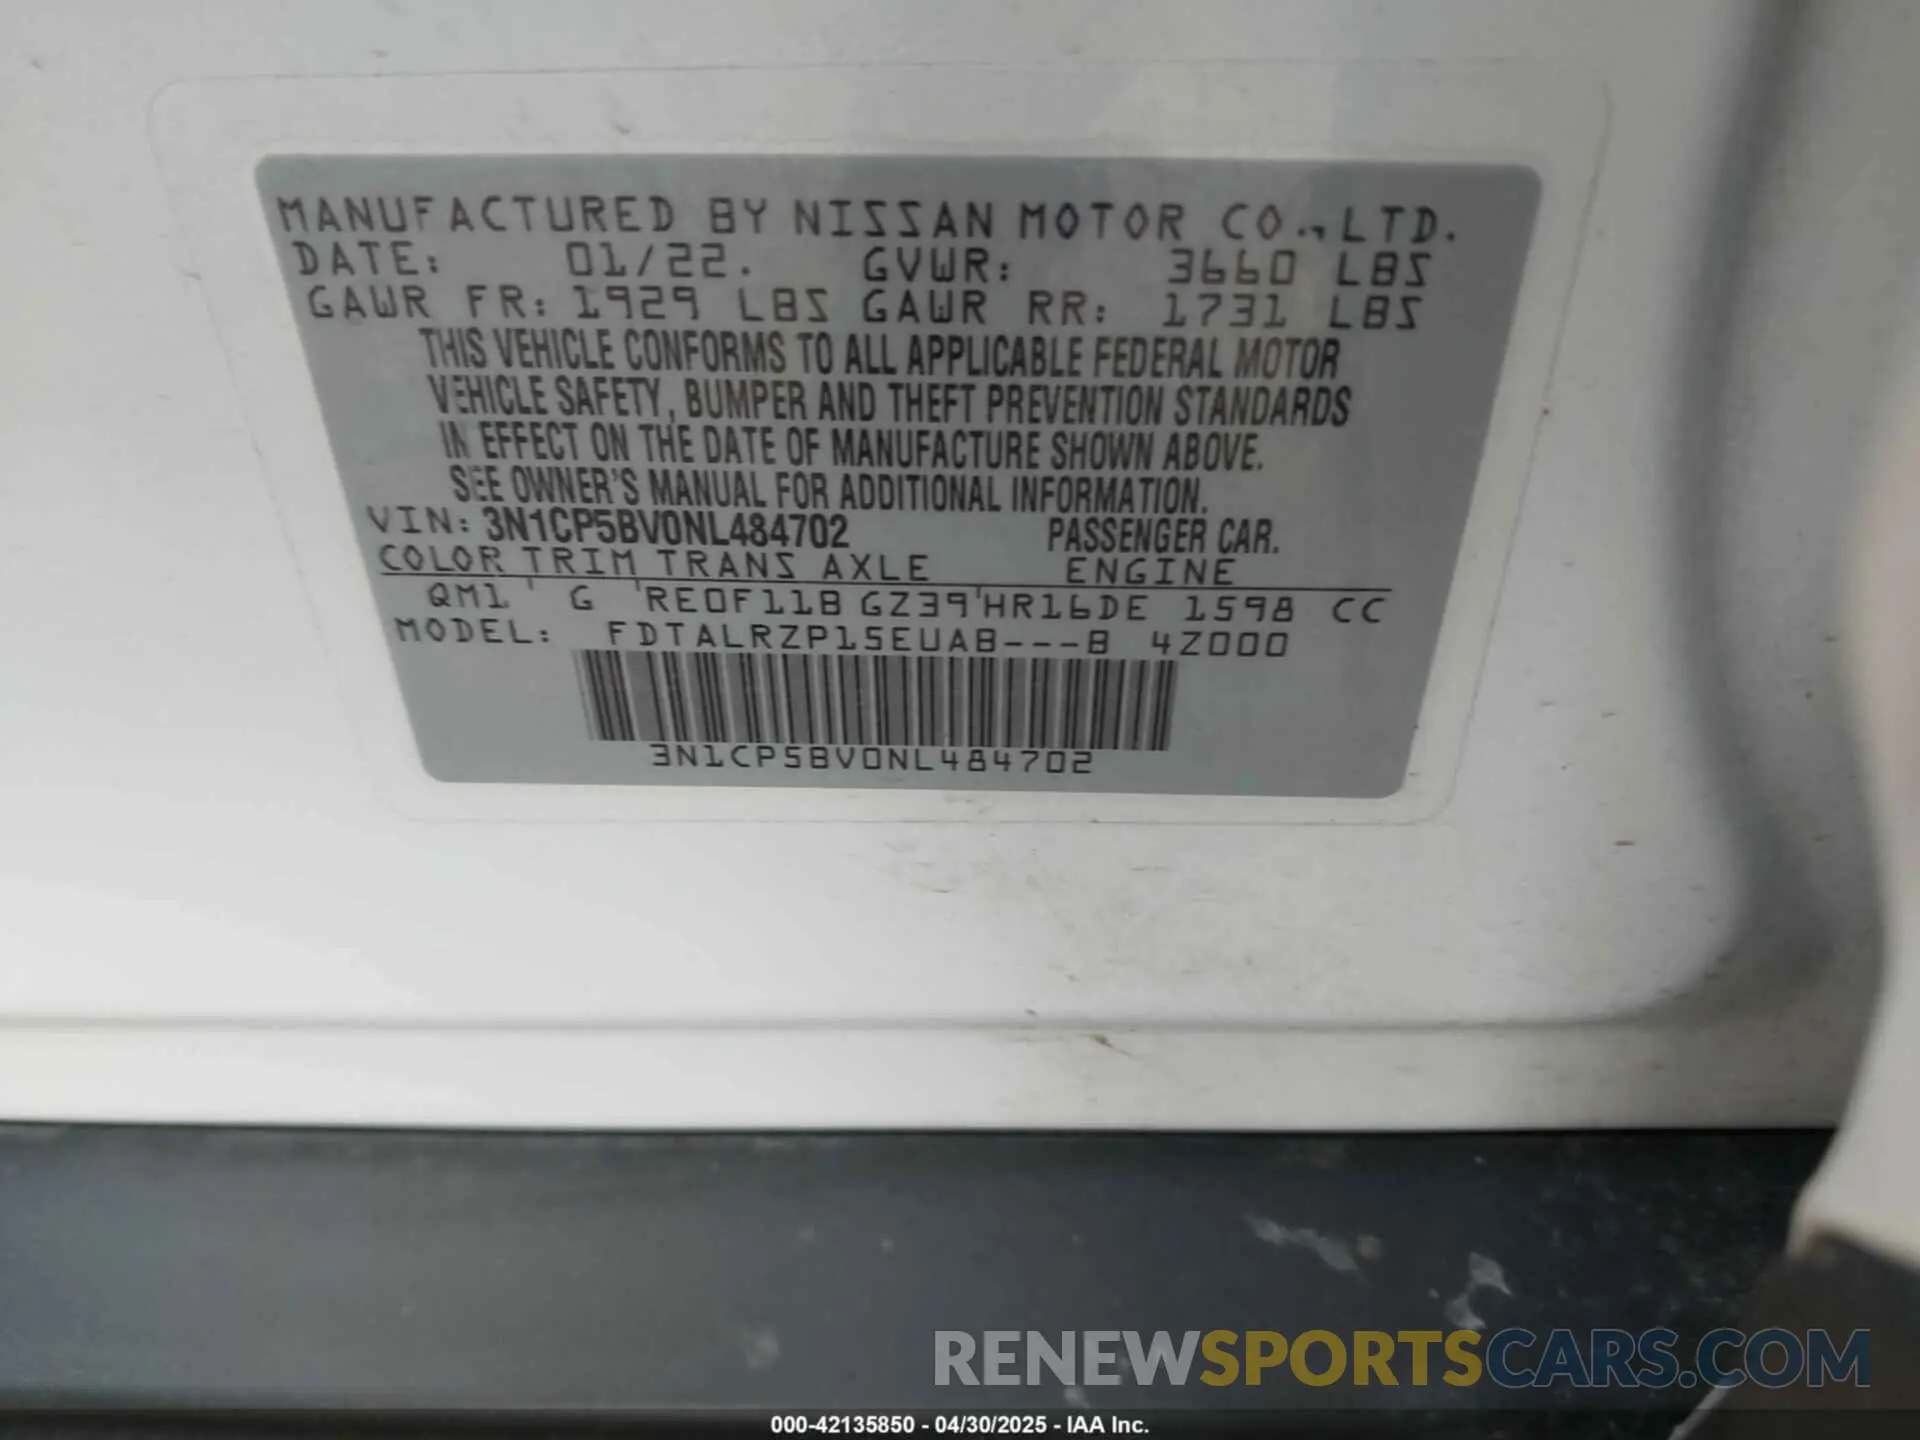 MANUFACTURED BY NISSAN MOTOR CO.,LTD.
DATE: 01/22. GVWR: 3660 LBS
GAWR FR: 1929 LBS GAWR RR: 1731 LBS
THIS VEHICLE CONFORMS TO ALL APPLICABLE FEDERAL MOTOR
VEHICLE SAFETY, BUMPER AND THEFT PREVENTION STANDARDS
IN EFFECT ON THE DATE OF MANUFACTURE SHOWN ABOVE.
SEE OWNER'S MANUAL FOR ADDITIONAL INFORMATION.
VIN: 3N1CP5BV0NL484702 PASSENGER CAR.
COLOR TRIM TRANS AXLE ENGINE
QM1 ' G ' RE0F11B GZ39'HR16DE 1598 CC
MODEL: FDTALRZP15EUAB---B 4Z000
3N1CP5BV0NL484702
RENEWSPORTSCARS.COM
000-42135850 - 04/30/2025 - IAA Inc.